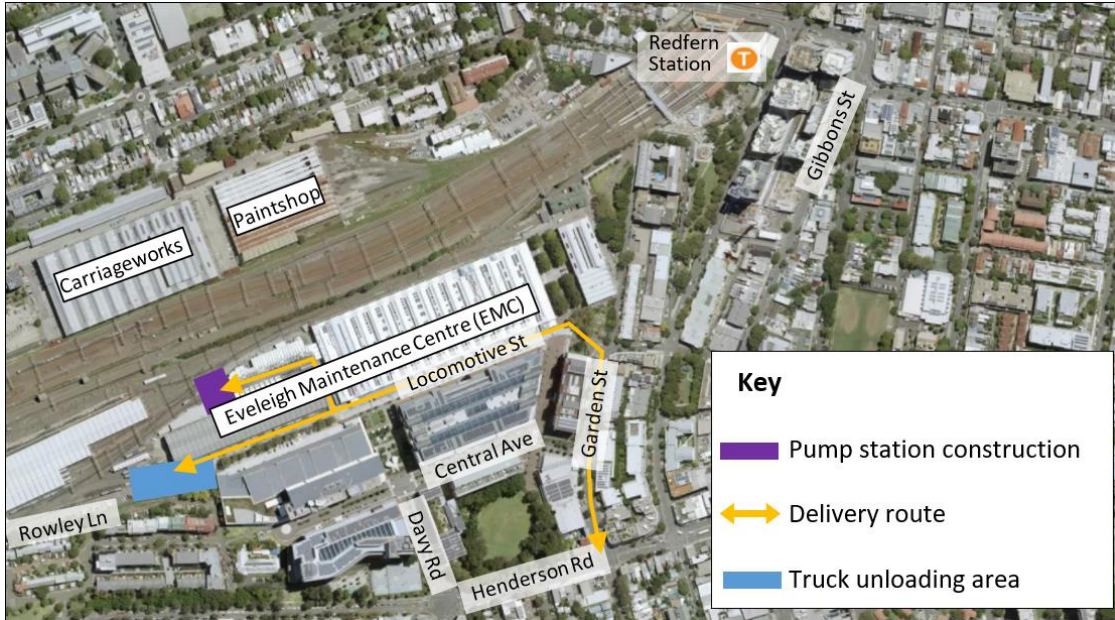 Redfern
Station
T
Gibbons St
Paintshop
Carriageworks
Eveleigh Maintenance Centre (EMC)
Locomotive St
Garden St
Central Ave
Rowley Ln
Davy Rd
Henderson Rd
Key
Pump station construction
Delivery route
Truck unloading area